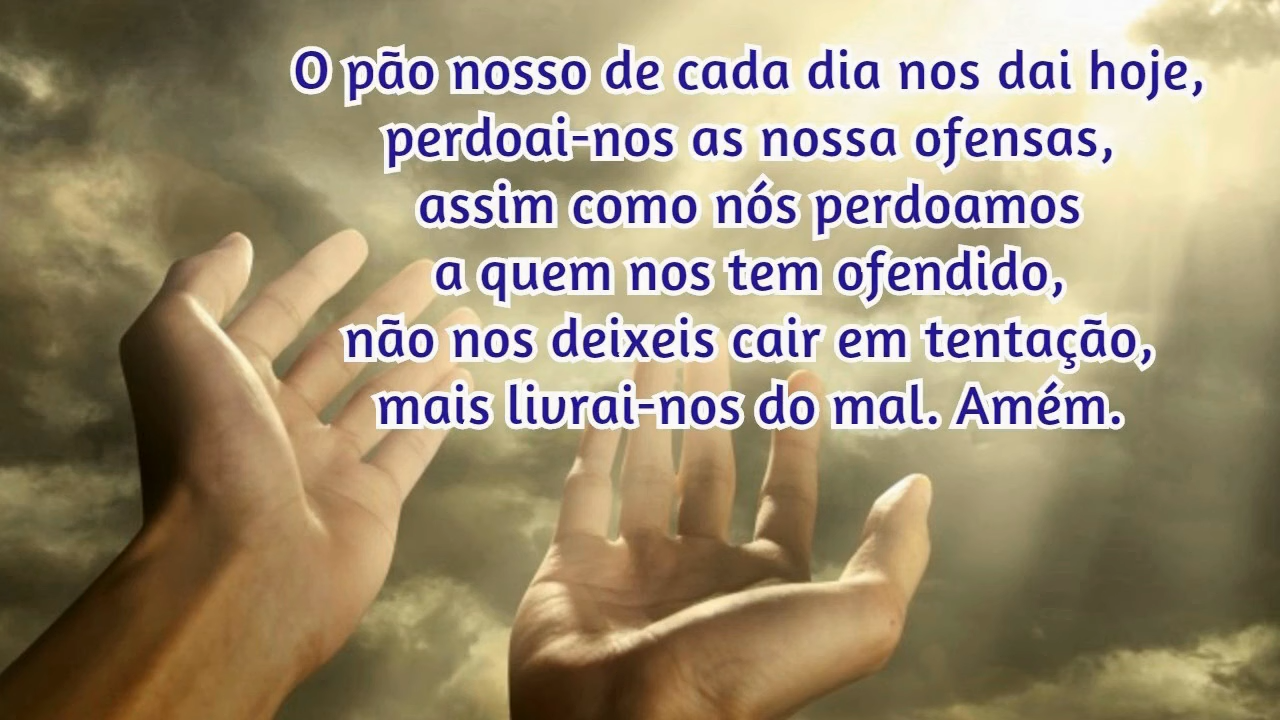 O pão nosso de cada dia nos dai hoje,
perdoai-nos as nossa ofensas,
assim como nós perdoamos
a quem nos tem ofendido,
não nos deixeis cair em tentação,
mais livrai-nos do mal. Amém.